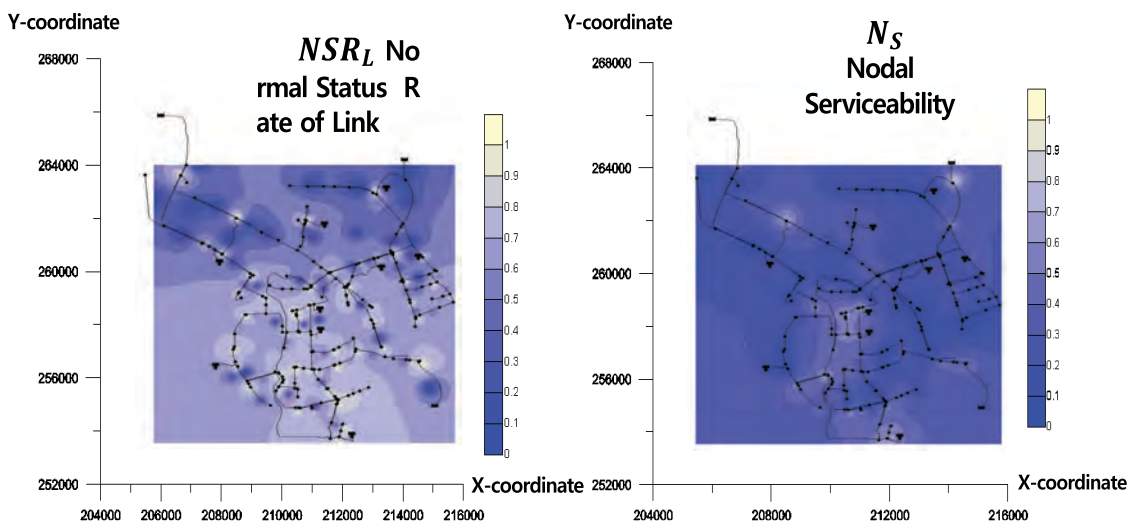 Y-coordinate
NSR_L No
rmal Status R
ate of Link
268000
264000
260000
256000
252000
204000 206000 208000 210000 212000 214000 216000
X-coordinate
1
0.9
0.8
0.7
0.6
0.5
0.4
0.3
0.2
0.1
0
Y-coordinate
N_S
Nodal
Serviceability
268000
264000
260000
256000
252000
204000 208000 212000 216000
X-coordinate
1
0.9
0.8
0.7
0.6
0.5
0.4
0.3
0.2
0.1
0